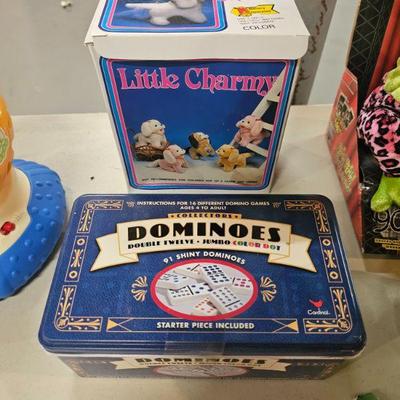 COLOR
Little Charmy
INSTRUCTIONS FOR 16 DIFFERENT DOMINO GAMES
AGES 4 TO ADULT
COLLECTORS
DOMINOES
DOUBLE TWELVE • JUMBO COLOR DOT
91 SHINY DOMINOES
STARTER PIECE INCLUDED
Cardinal
DOMINOES